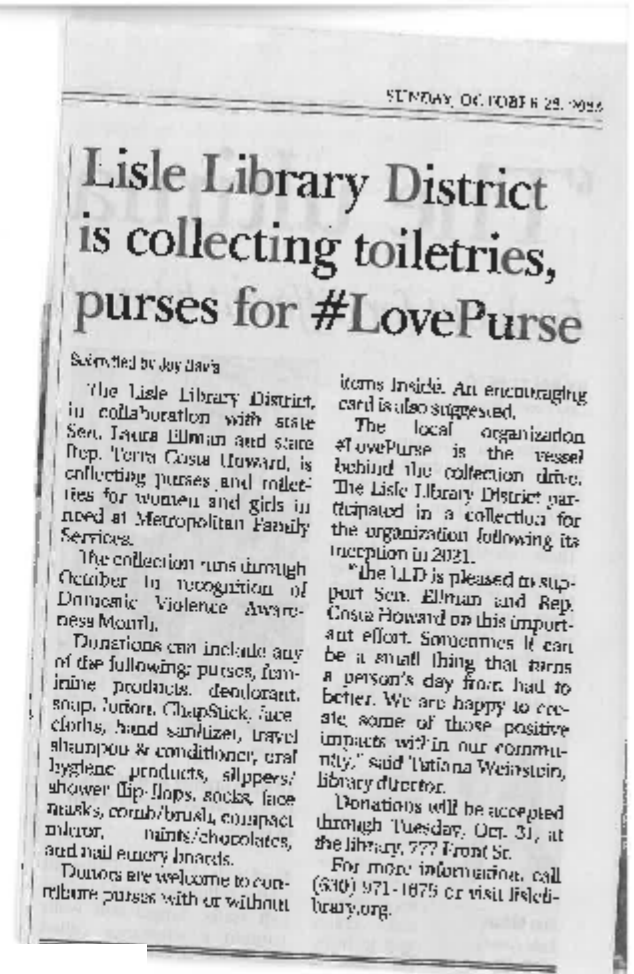 SUNDAY, OCTOBER
Lisle Library District
is collecting toiletries,
purses for #LovePurse
Submitted by Joy Davis
The Lisle Library District,
in collaboration with state
Sen. Laura Ellman and state
Rep. Terra Costa Howard, is
collecting purses and toilet-
ries for women and girls in
need at Metropolitan Family
Services.
The collection runs through
October in recognition of
Domestic Violence Aware-
ness Month.
Donations can include any
of the following: purses, fem-
inine products, deodorant,
soap, lotion, ChapStick, face
cloths, hand sanitizer, travel
shampoo & conditioner, oral
hygiene products, slippers/
shower flip-flops, socks, face
masks, comb/brush, compact
mirror, mints/chocolates,
and nail emery boards.
Donors are welcome to con-
tribute purses with or without
items inside. An encouraging
card is also suggested.
The local organization
#LovePurse is the vessel
behind the collection drive.
The Lisle Library District par-
ticipated in a collection for
the organization following its
inception in 2021.
"The LLD is pleased to sup-
port Sen. Ellman and Rep.
Costa Howard on this import-
ant effort. Sometimes it can
be a small thing that turns
a person's day from bad to
better. We are happy to cre-
ate some of those positive
impacts within our commu-
nity," said Tatiana Weinstein,
library director.
Donations will be accepted
through Tuesday, Oct. 31, at
the library, 777 Front St.
For more information, call
(630) 971-1675 or visit lisleli-
brary.org.